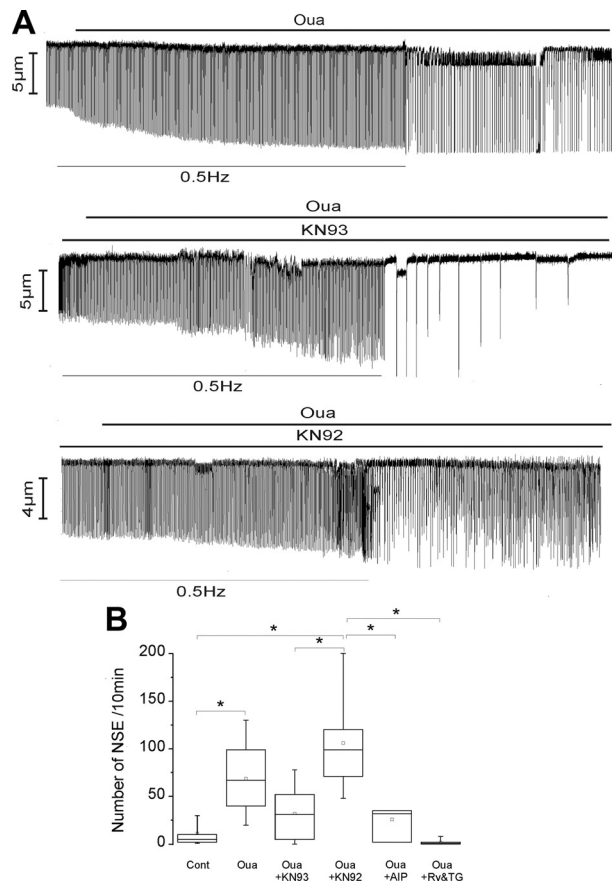 A
Oua
5μm
0.5Hz
Oua
KN93
5μm
0.5Hz
Oua
KN92
4μm
0.5Hz
B
* * * * *
Number of NSE /10min
200
150
100
50
0
Cont Oua Oua +KN93 Oua +KN92 Oua +AIP Oua +Ry&TG